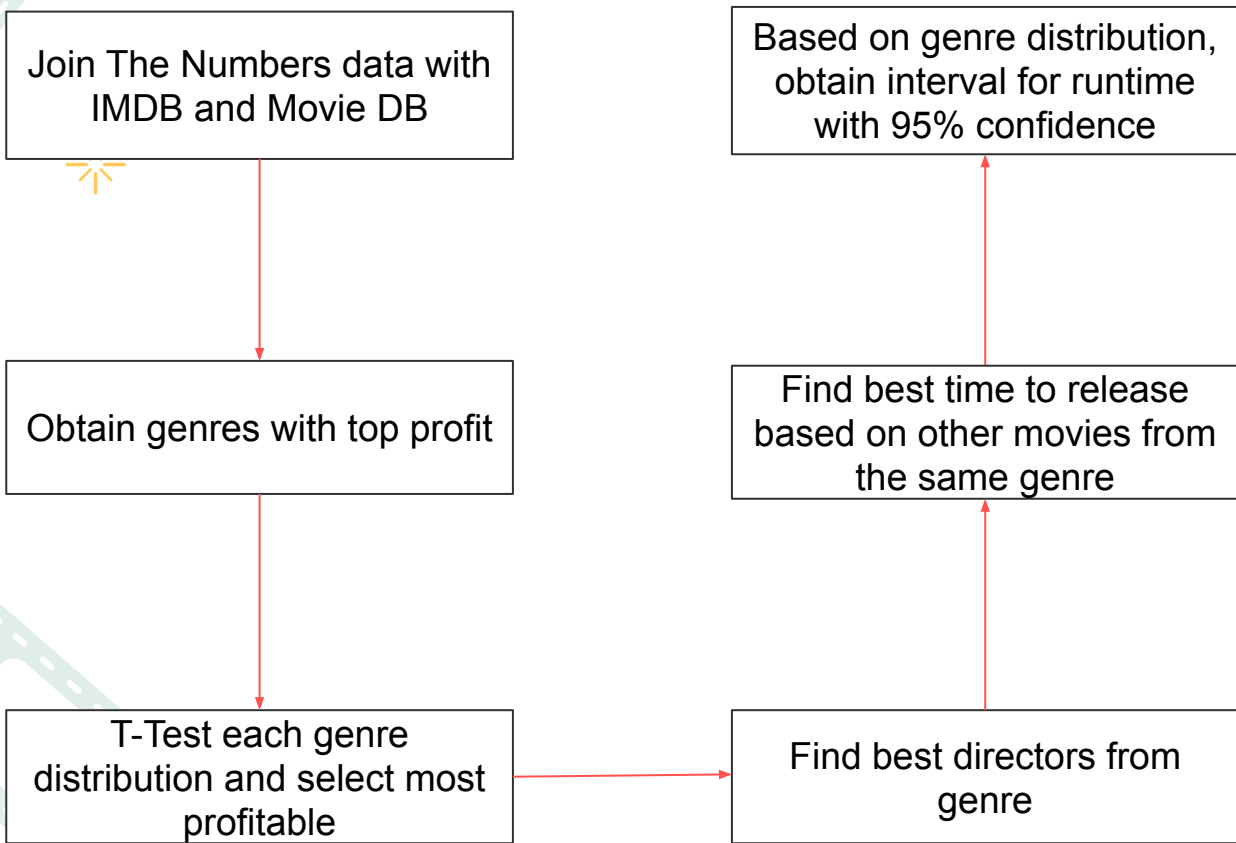 Join The Numbers data with
IMDB and Movie DB
Obtain genres with top profit
T-Test each genre
distribution and select most
profitable
Find best directors from
genre
Find best time to release
based on other movies from
the same genre
Based on genre distribution,
obtain interval for runtime
with 95% confidence